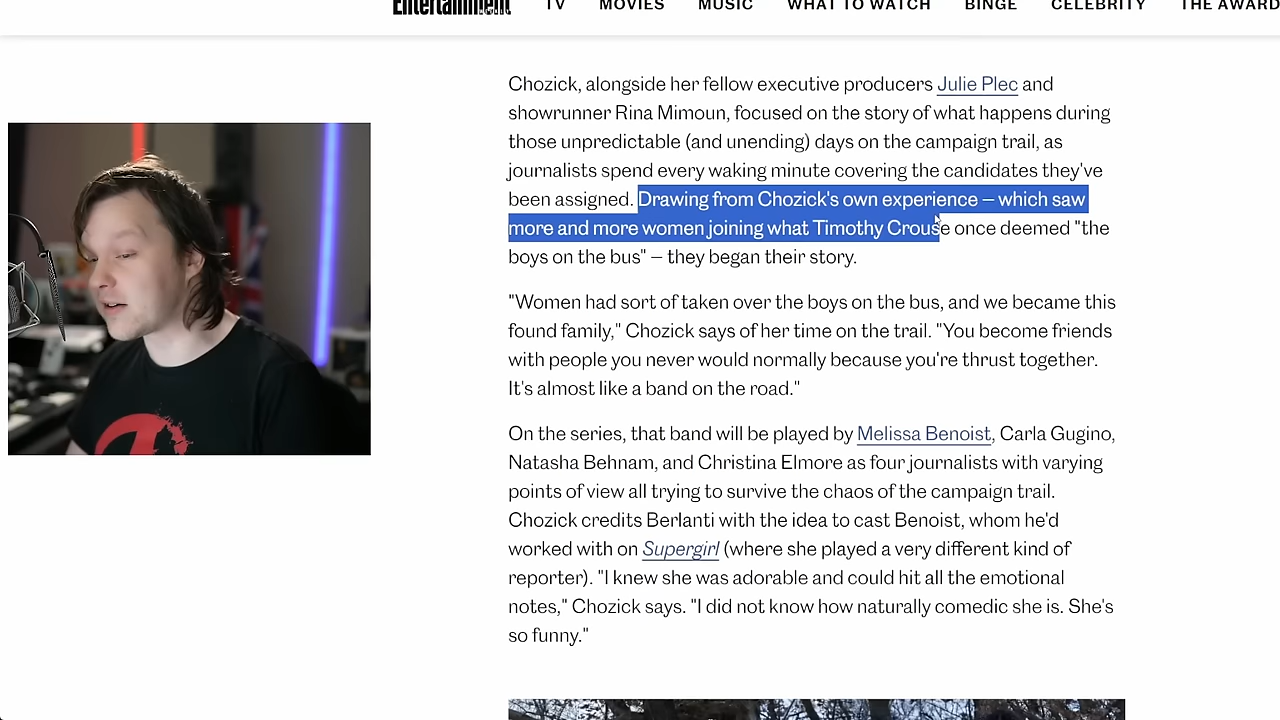 Entertainment
TV MOVIES MUSIC WHAT TO WATCH BINGE CELEBRITY THE AWARD
Chozick, alongside her fellow executive producers Julie Plec and
showrunner Rina Mimoun, focused on the story of what happens during
those unpredictable (and unending) days on the campaign trail, as
journalists spend every waking minute covering the candidates they've
been assigned. Drawing from Chozick's own experience — which saw
more and more women joining what Timothy Crouse once deemed "the
boys on the bus" — they began their story.
"Women had sort of taken over the boys on the bus, and we became this
found family," Chozick says of her time on the trail. "You become friends
with people you never would normally because you're thrust together.
It's almost like a band on the road."
On the series, that band will be played by Melissa Benoist, Carla Gugino,
Natasha Behnam, and Christina Elmore as four journalists with varying
points of view all trying to survive the chaos of the campaign trail.
Chozick credits Berlanti with the idea to cast Benoist, whom he'd
worked with on Supergirl (where she played a very different kind of
reporter). "I knew she was adorable and could hit all the emotional
notes," Chozick says. "I did not know how naturally comedic she is. She's
so funny."